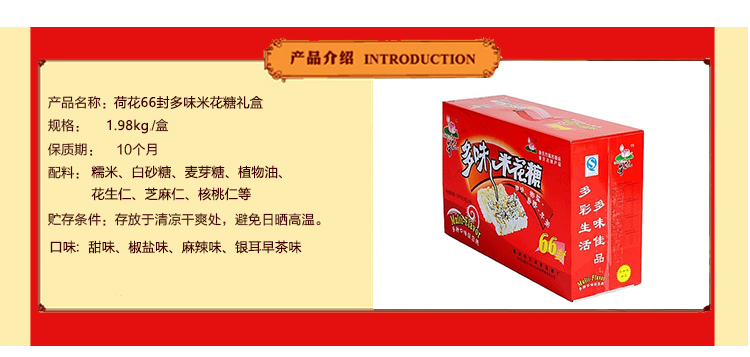 产品介绍 INTRODUCTION
产品名称：荷花66封多味米花糖礼盒
规格： 1.98kg./盒
保质期： 10个月
配料： 糯米、白砂糖、麦芽糖、植物油、
花生仁、芝麻仁、核桃仁等
贮存条件：存放于清凉干爽处，避免日晒高温。
口味: 甜味、椒盐味、麻辣味、银耳早茶味
多味米花糖
Multi-Flavor
66封
多味佳品
多彩生活
Multi-Flavor